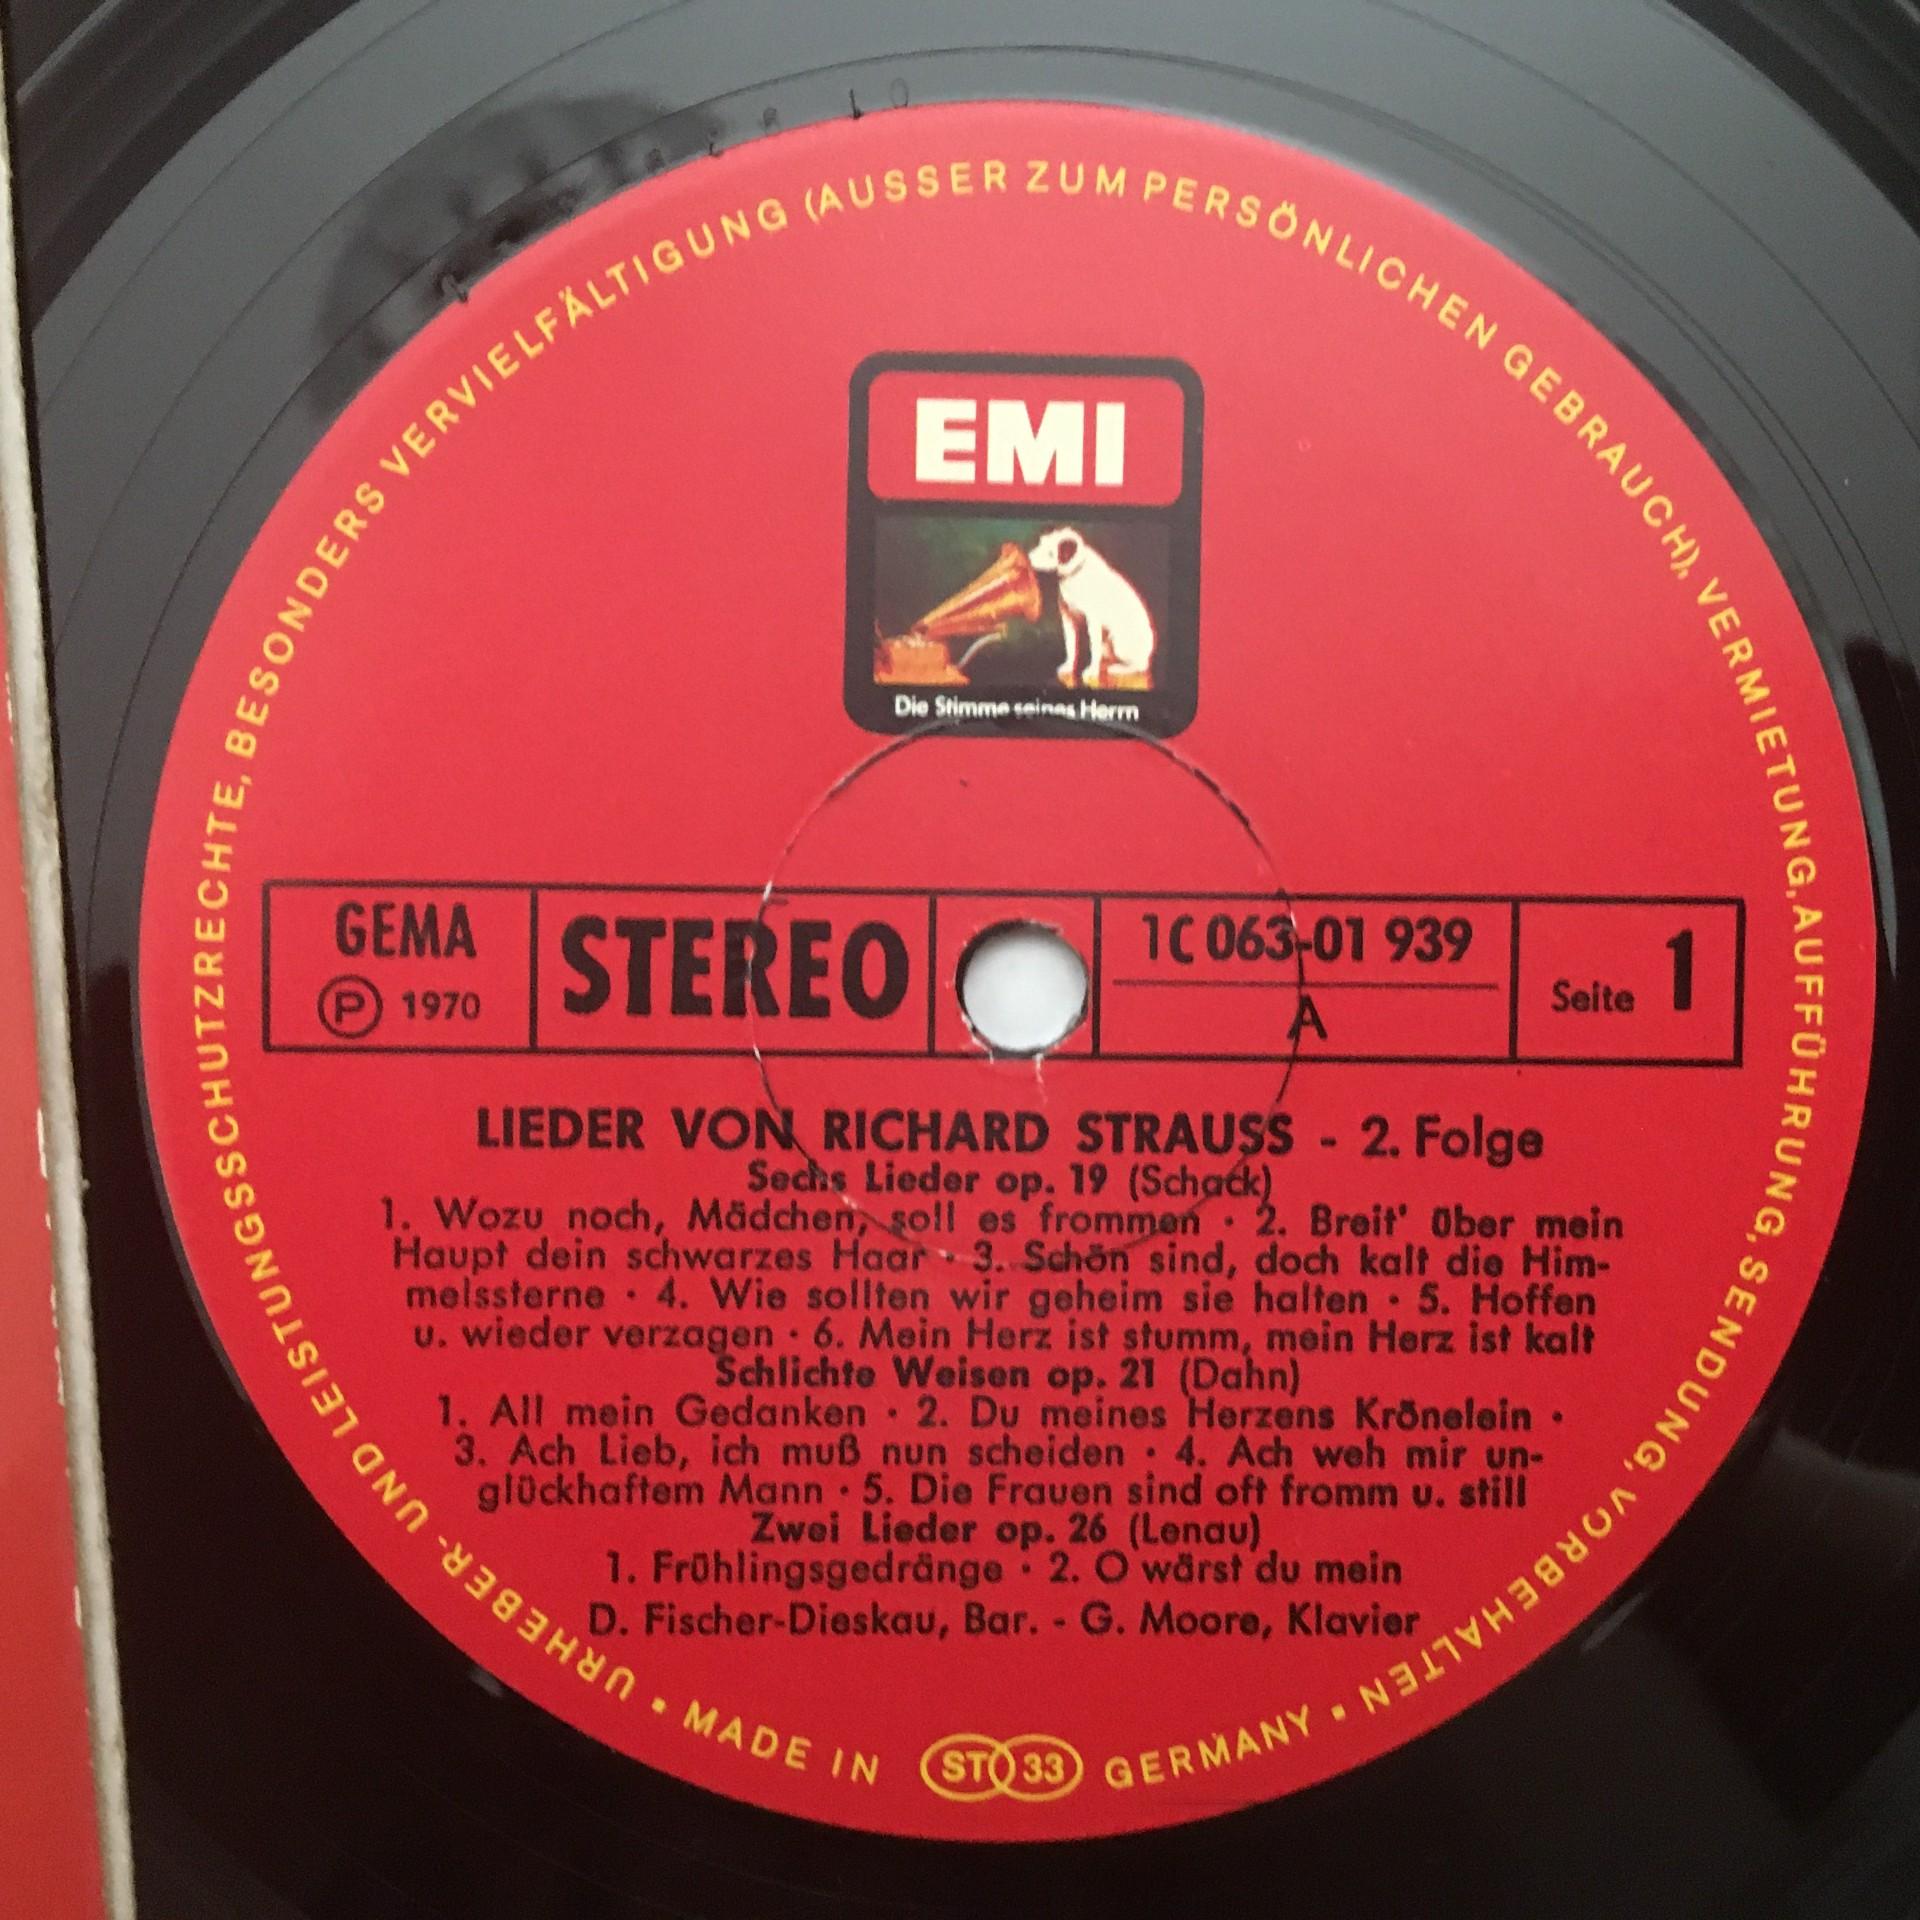 EMI
Die Stimme seines Herrn
GEMA
Ⓟ 1970
STEREO
1C 063-01 939
A
Seite 1
LIEDER VON RICHARD STRAUSS - 2. Folge
Sechs Lieder op. 19 (Schack)
1. Wozu noch, Mädchen, soll es frommen · 2. Breit' über mein
Haupt dein schwarzes Haar · 3. Schön sind, doch kalt die Him-
melssterne · 4. Wie sollten wir geheim sie halten · 5. Hoffen
u. wieder verzagen · 6. Mein Herz ist stumm, mein Herz ist kalt
Schlichte Weisen op. 21 (Dahn)
1. All mein Gedanken · 2. Du meines Herzens Krönelein ·
3. Ach Lieb, ich muß nun scheiden · 4. Ach weh mir un-
glückhaftem Mann · 5. Die Frauen sind oft fromm u. still
Zwei Lieder op. 26 (Lenau)
1. Frühlingsgedränge · 2. O wärst du mein
D. Fischer-Dieskau, Bar. - G. Moore, Klavier
URHEBER- UND LEISTUNGSSCHUTZRECHTE, BESONDERS VERVIELFÄLTIGUNG (AUSSER ZUM PERSÖNLICHEN GEBRAUCH), VERMIETUNG, AUFFÜHRUNG, SENDUNG, VORBEHALTEN ▪
MADE IN ST 33 GERMANY ▪